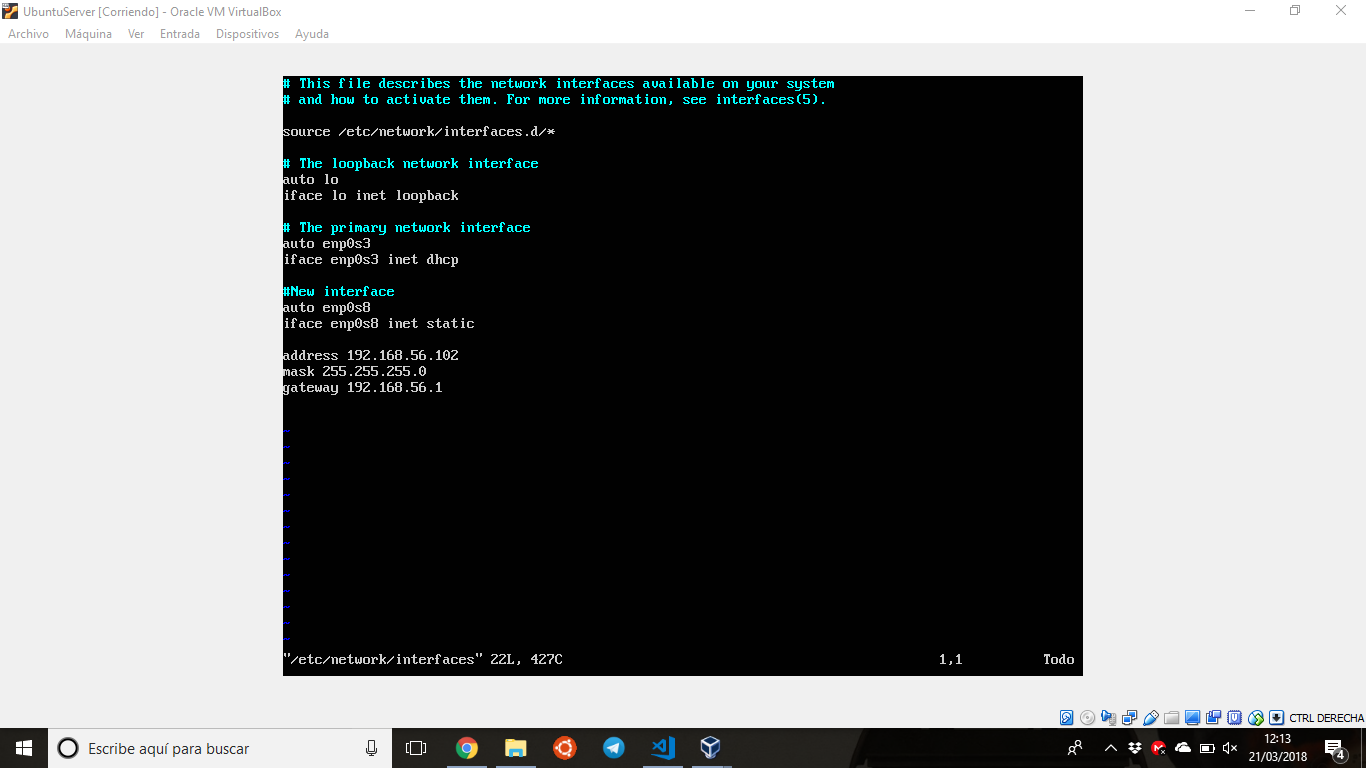 UbuntuServer [Corriendo] - Oracle VM VirtualBox
Archivo Máquina Ver Entrada Dispositivos Ayuda
# This file describes the network interfaces available on your system
# and how to activate them. For more information, see interfaces(5).
source /etc/network/interfaces.d/*
# The loopback network interface
auto lo
iface lo inet loopback
# The primary network interface
auto enp0s3
iface enp0s3 inet dhcp
#New interface
auto enp0s8
iface enp0s8 inet static
address 192.168.56.102
mask 255.255.255.0
gateway 192.168.56.1
~
~
~
~
~
~
~
~
~
~
~
~
~
~
"/etc/network/interfaces" 22L, 427C 1,1 Todo
CTRL DERECHA
Escribe aquí para buscar
12:13
21/03/2018
4